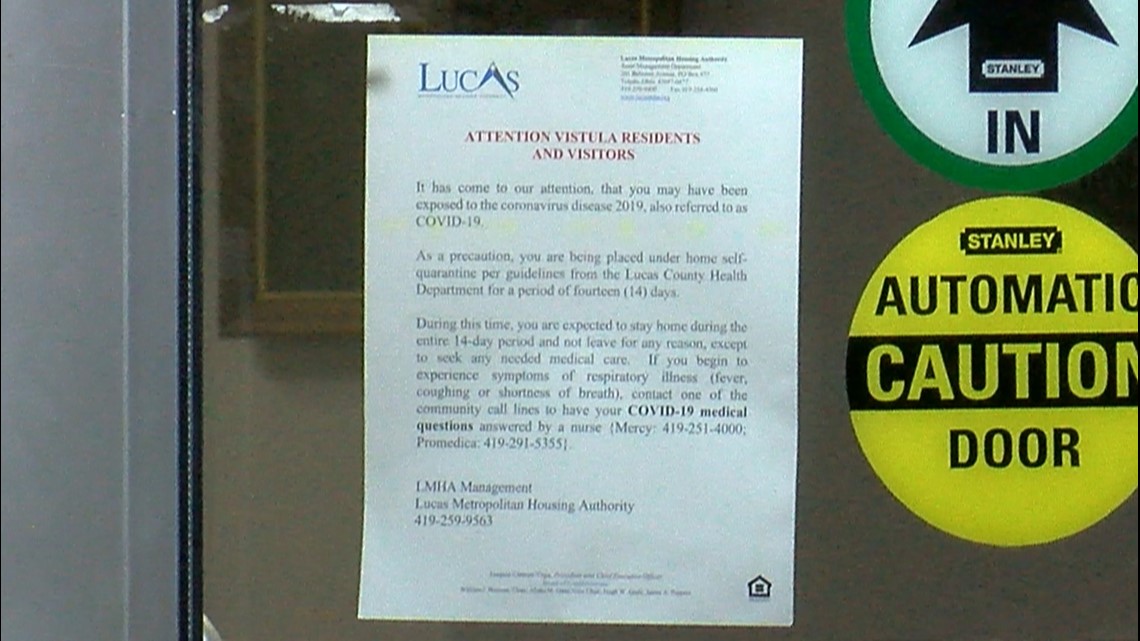 LUCAS
Lucas Metropolitan Housing Authority
Asset Management Department
ATTENTION VISTULA RESIDENTS
AND VISITORS
It has come to our attention, that you may have been
exposed to the coronavirus disease 2019, also referred to as
COVID-19.
As a precaution, you are being placed under home self-
quarantine per guidelines from the Lucas County Health
Department for a period of fourteen (14) days.
During this time, you are expected to stay home during the
entire 14-day period and not leave for any reason, except
to seek any needed medical care. If you begin to
experience symptoms of respiratory illness (fever,
coughing or shortness of breath), contact one of the
community call lines to have your COVID-19 medical
questions answered by a nurse {Mercy: 419-251-4000;
Promedica: 419-291-5355}.
LMHA Management
Lucas Metropolitan Housing Authority
419-259-9563
STANLEY
IN
STANLEY
AUTOMATIC
CAUTION
DOOR